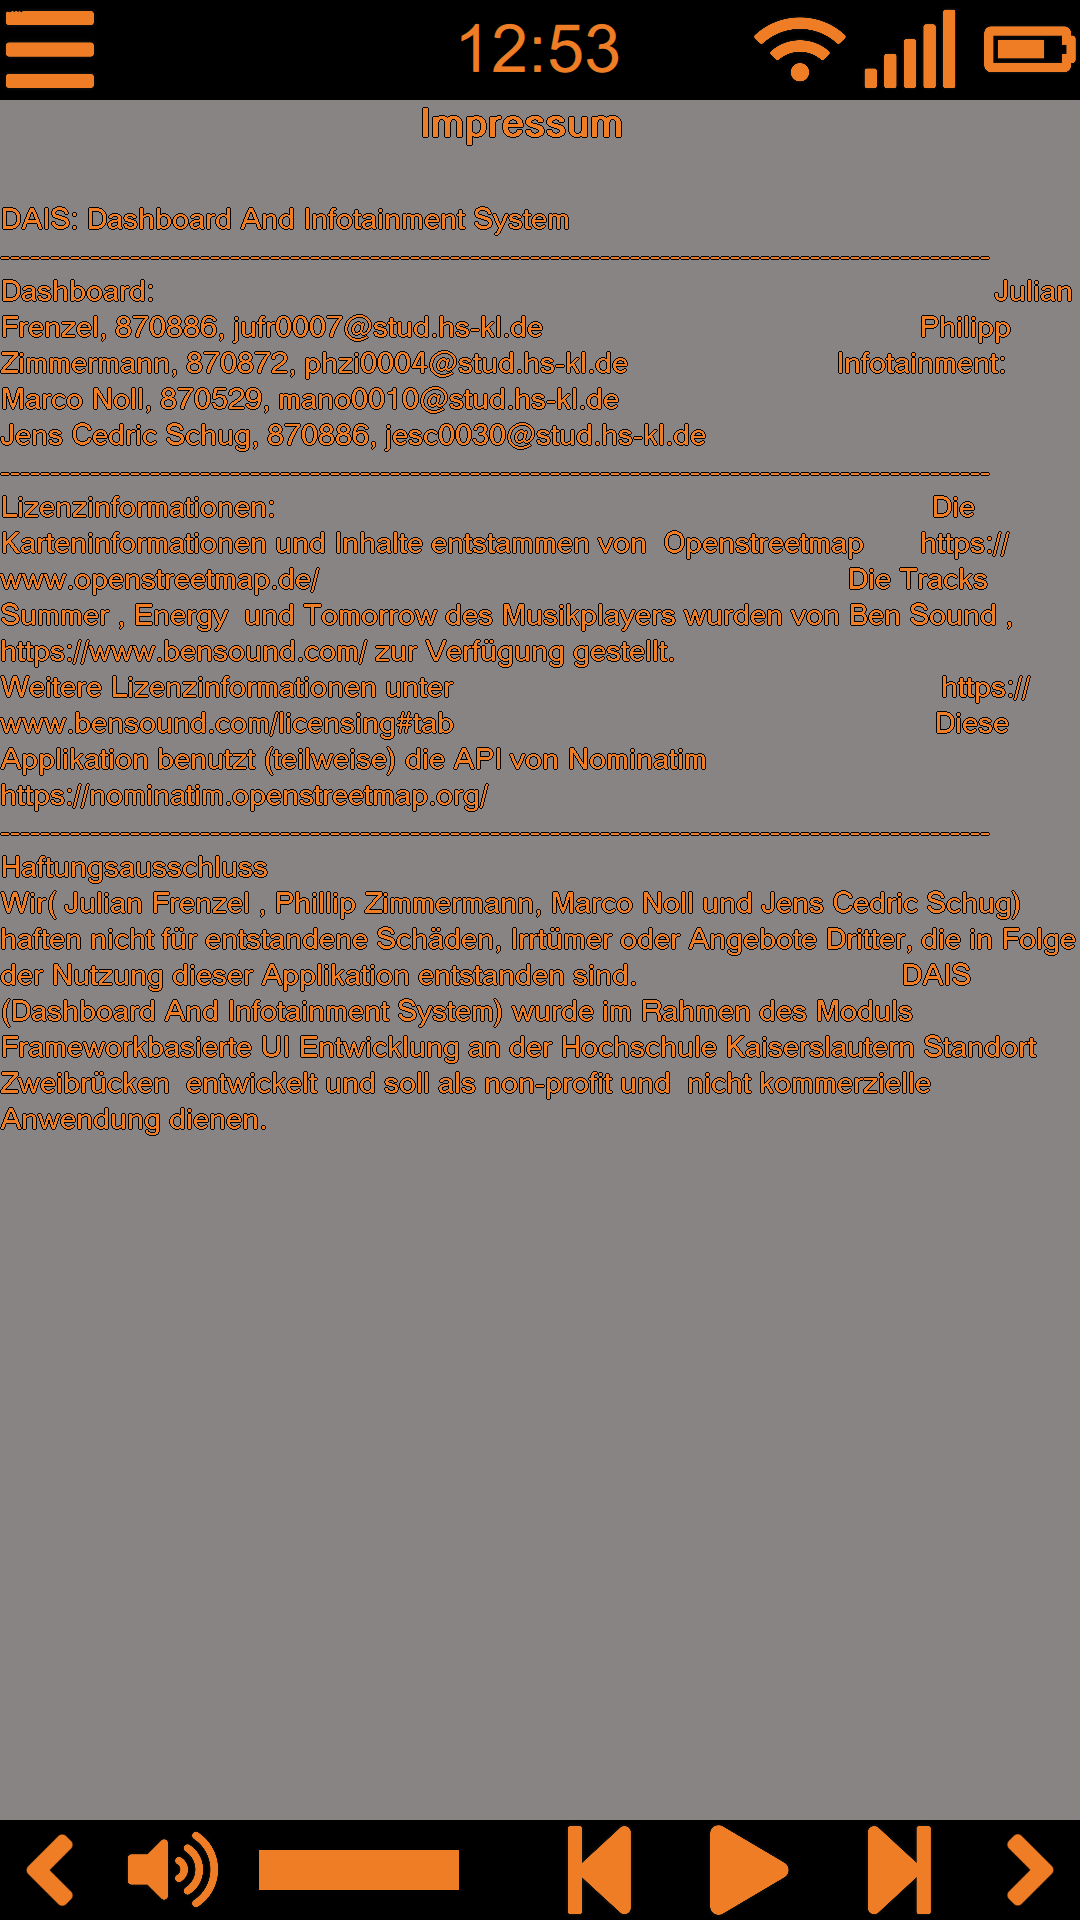 12:53
Impressum
DAIS: Dashboard And Infotainment System
---------------------------------------------------------------------------------------------------
Dashboard: Julian
Frenzel, 870886, jufr0007@stud.hs-kl.de Philipp
Zimmermann, 870872, phzi0004@stud.hs-kl.de Infotainment:
Marco Noll, 870529, mano0010@stud.hs-kl.de
Jens Cedric Schug, 870886, jesc0030@stud.hs-kl.de
---------------------------------------------------------------------------------------------------
Lizenzinformationen: Die
Karteninformationen und Inhalte entstammen von Openstreetmap https://
www.openstreetmap.de/ Die Tracks
Summer , Energy und Tomorrow des Musikplayers wurden von Ben Sound ,
https://www.bensound.com/ zur Verfügung gestellt.
Weitere Lizenzinformationen unter https://
www.bensound.com/licensing#tab Diese
Applikation benutzt (teilweise) die API von Nominatim
https://nominatim.openstreetmap.org/
---------------------------------------------------------------------------------------------------
Haftungsausschluss
Wir( Julian Frenzel , Phillip Zimmermann, Marco Noll und Jens Cedric Schug)
haften nicht für entstandene Schäden, Irrtümer oder Angebote Dritter, die in Folge
der Nutzung dieser Applikation entstanden sind. DAIS
(Dashboard And Infotainment System) wurde im Rahmen des Moduls
Frameworkbasierte UI Entwicklung an der Hochschule Kaiserslautern Standort
Zweibrücken entwickelt und soll als non-profit und nicht kommerzielle
Anwendung dienen.